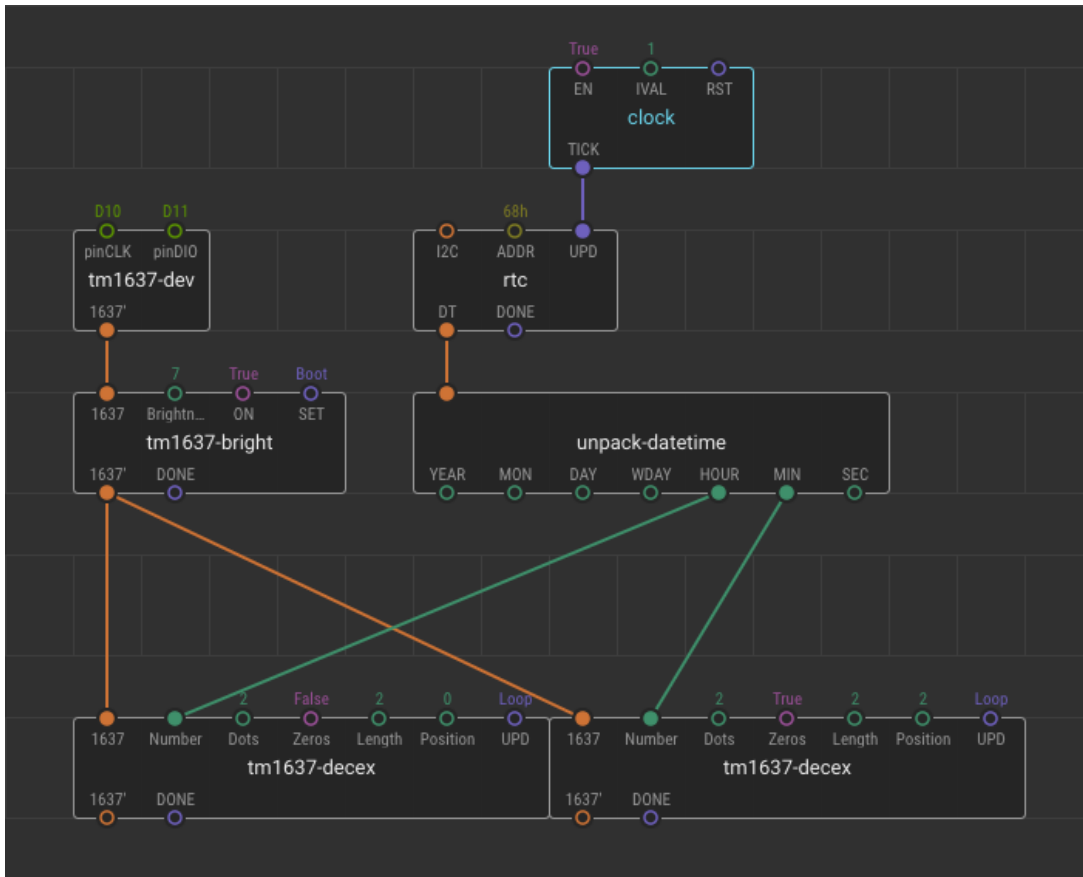 True 1
EN IVAL RST
clock
TICK
D10 D11
pinCLK pinDIO
tm1637-dev
1637'
68h
I2C ADDR UPD
rtc
DT DONE
7 True Boot
1637 Brightn... ON SET
tm1637-bright
1637' DONE
unpack-datetime
YEAR MON DAY WDAY HOUR MIN SEC
2 False 2 0 Loop
1637 Number Dots Zeros Length Position UPD
tm1637-decex
1637' DONE
2 True 2 2 Loop
1637 Number Dots Zeros Length Position UPD
tm1637-decex
1637' DONE